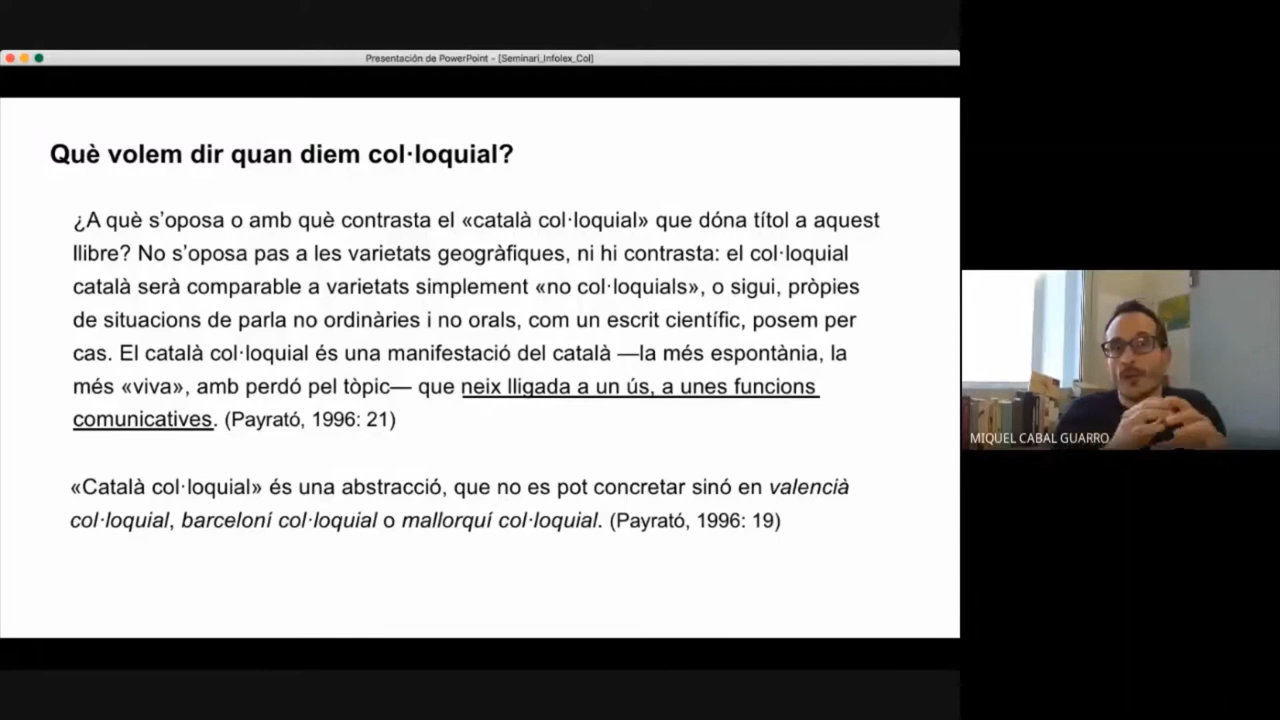 Presentación de PowerPoint - [Seminari_Infolex_Col]
Què volem dir quan diem col·loquial?
¿A què s’oposa o amb què contrasta el «català col·loquial» que dóna títol a aquest
llibre? No s’oposa pas a les varietats geogràfiques, ni hi contrasta: el col·loquial
català serà comparable a varietats simplement «no col·loquials», o sigui, pròpies
de situacions de parla no ordinàries i no orals, com un escrit científic, posem per
cas. El català col·loquial és una manifestació del català —la més espontània, la
més «viva», amb perdó pel tòpic— que neix lligada a un ús, a unes funcions
comunicatives. (Payrató, 1996: 21)
«Català col·loquial» és una abstracció, que no es pot concretar sinó en valencià
col·loquial, barceloní col·loquial o mallorquí col·loquial. (Payrató, 1996: 19)
MIQUEL CABAL GUARRO